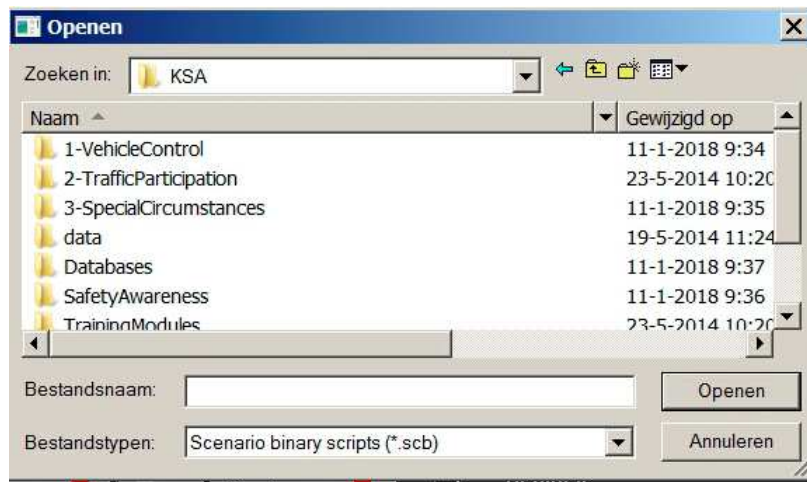 Openen
Zoeken in: KSA
Naam Gewijzigd op
1-VehicleControl 11-1-2018 9:34
2-TrafficParticipation 23-5-2014 10:20
3-SpecialCircumstances 11-1-2018 9:35
data 19-5-2014 11:24
Databases 11-1-2018 9:37
SafetyAwareness 11-1-2018 9:36
TrainingModules 23-5-2014 10:20
Bestandsnaam: Openen
Bestandstypen: Scenario binary scripts (*.scb) Annuleren